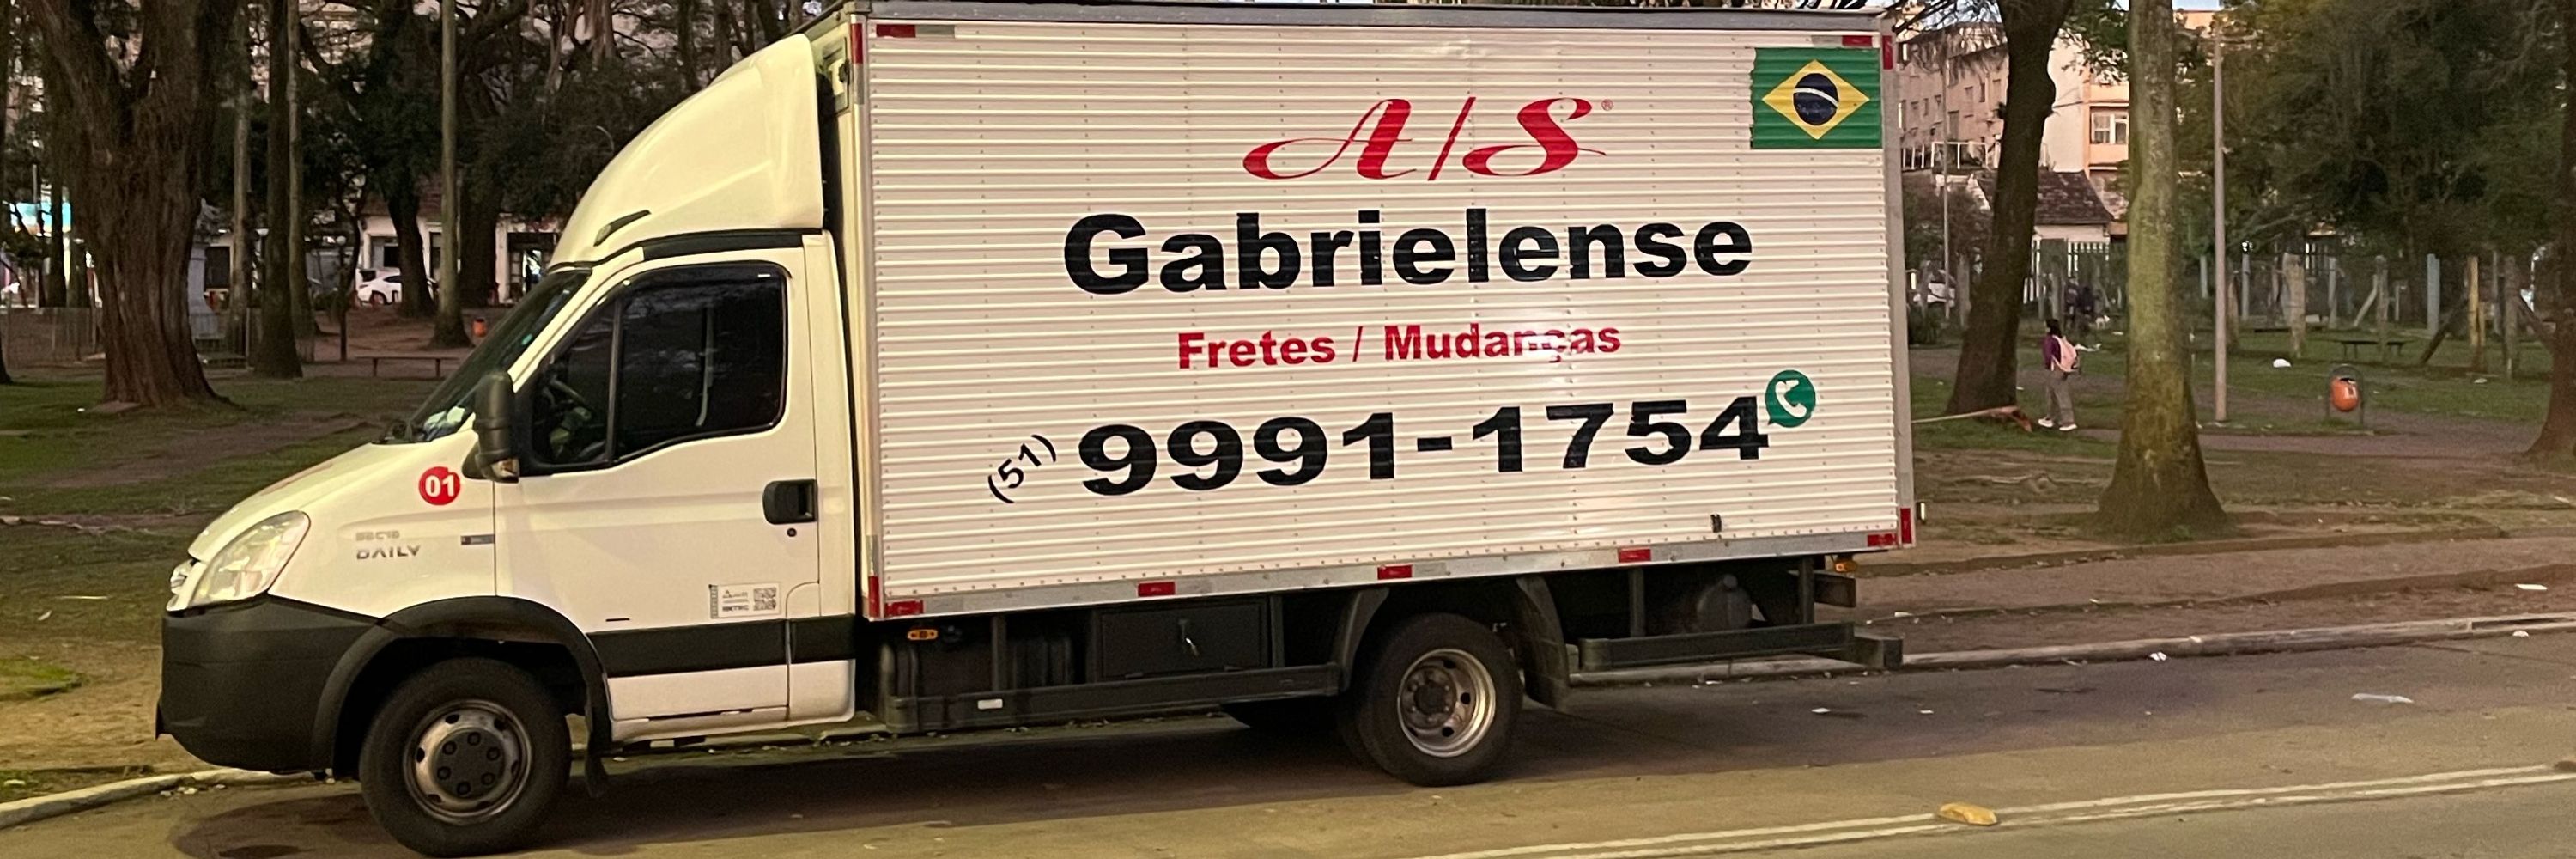 A/S®
Gabrielense
Fretes / Mudanças
(51) 9991-1754
01
DAILY